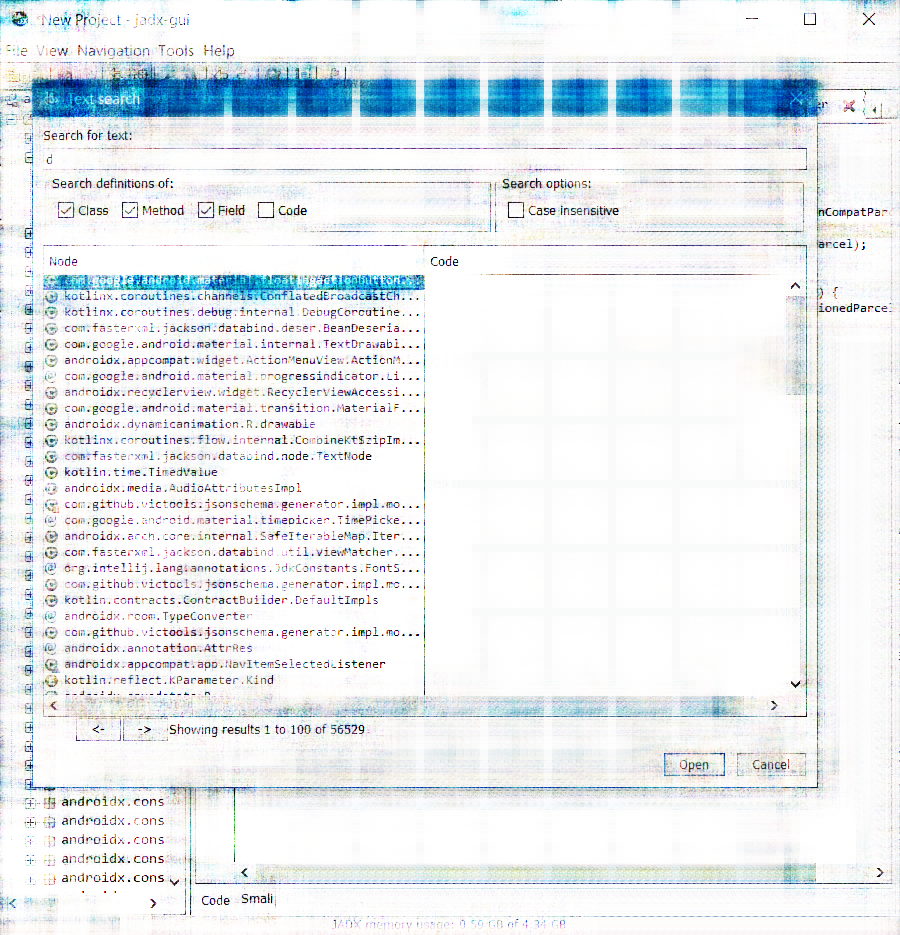 New Project - jadx-gui
File View Navigation Tools Help
Text search
Search for text:
d
Search definitions of:
Class Method Field Code
Search options:
Case insensitive
Node Code
kotlinx.coroutines.channels.ConflatedBroadcastCh...
kotlinx.coroutines.debug.internal.DebugCoroutine...
com.fasterxml.jackson.databind.deser.BeanDeseria...
com.google.android.material.internal.TextDrawabl...
androidx.appcompat.widget.ActionMenuView.ActionM...
com.google.android.material.progressindicator.Li...
androidx.recyclerview.widget.RecyclerViewAccessi...
com.google.android.material.transition.MaterialF...
androidx.dynamicanimation.R.drawable
kotlinx.coroutines.flow.internal.CombineKt$zipIm...
com.fasterxml.jackson.databind.node.TextNode
kotlin.time.TimedValue
androidx.media.AudioAttributesImpl
com.github.victools.jsonschema.generator.impl.mo...
com.google.android.material.timepicker.TimePicke...
androidx.arch.core.internal.SafeIterableMap.Iter...
com.fasterxml.jackson.databind.util.ViewMatcher....
org.intellij.lang.annotations.JdkConstants.FontS...
com.github.victools.jsonschema.generator.impl.mo...
kotlin.contracts.ContractBuilder.DefaultImpls
androidx.room.TypeConverter
com.github.victools.jsonschema.generator.impl.mo...
androidx.annotation.AttrRes
androidx.appcompat.app.NavItemSelectedListener
kotlin.reflect.KParameter.Kind
<- -> Showing results 1 to 100 of 56529
Open Cancel
nCompatParc
arcel);
) {
ionedParcel
androidx.cons
androidx.cons
androidx.cons
androidx.cons
androidx.cons
Code Smali
JADX memory usage: 0.59 GB of 4.34 GB